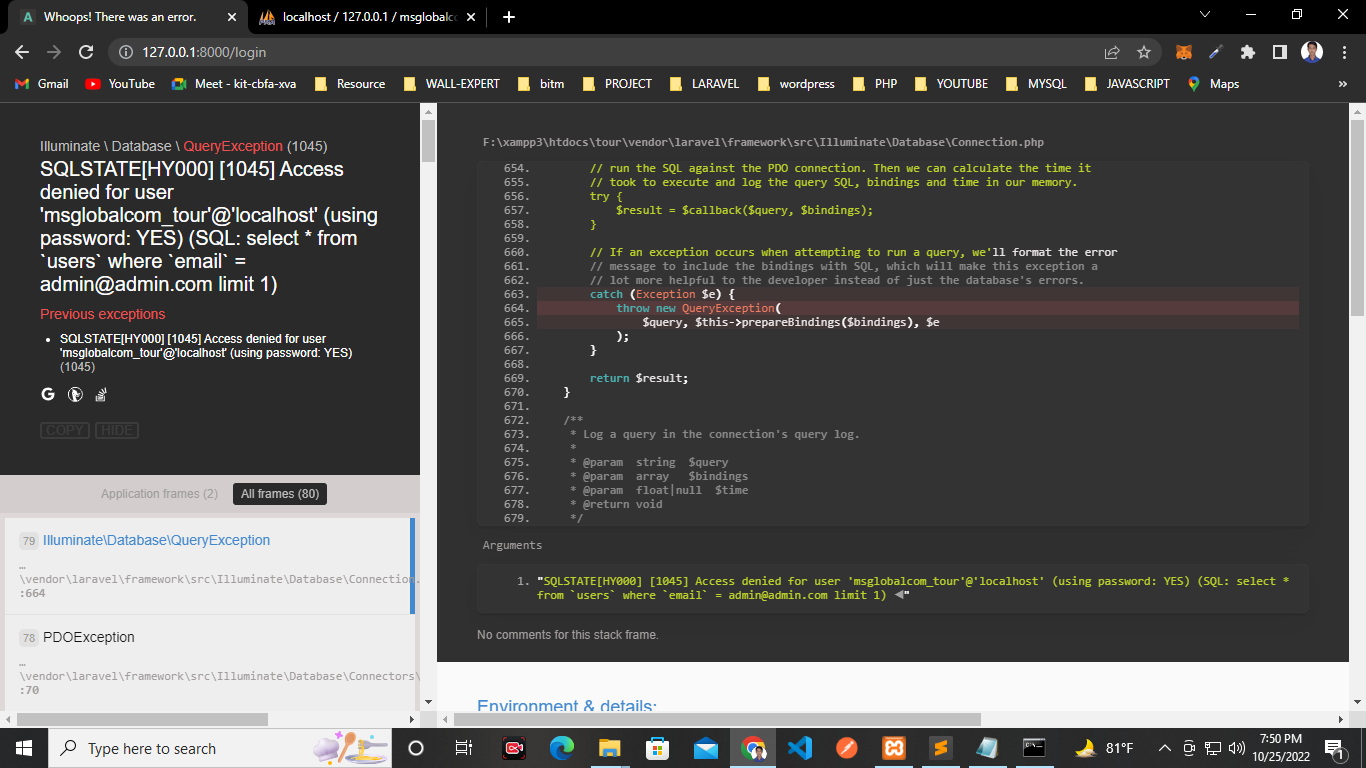 Whoops! There was an error.
localhost / 127.0.0.1 / msglobalco
127.0.0.1:8000/login
Gmail
YouTube
Meet - kit-cbfa-xva
Resource
WALL-EXPERT
bitm
PROJECT
LARAVEL
wordpress
PHP
YOUTUBE
MYSQL
JAVASCRIPT
Maps
»
Illuminate \ Database \ QueryException (1045)
SQLSTATE[HY000] [1045] Access
denied for user
'msglobalcom_tour'@'localhost' (using
password: YES) (SQL: select * from
`users` where `email` =
admin@admin.com limit 1)
Previous exceptions
• SQLSTATE[HY000] [1045] Access denied for user
'msglobalcom_tour'@'localhost' (using password: YES)
(1045)
COPY HIDE
Application frames (2) All frames (80)
79 Illuminate\Database\QueryException
…
\vendor\laravel\framework\src\Illuminate\Database\Connection.
:664
78 PDOException
…
\vendor\laravel\framework\src\Illuminate\Database\Connectors\
:70
F:\xampp3\htdocs\tour\vendor\laravel\framework\src\Illuminate\Database\Connection.php
654. // run the SQL against the PDO connection. Then we can calculate the time it
655. // took to execute and log the query SQL, bindings and time in our memory.
656. try {
657. $result = $callback($query, $bindings);
658. }
659.
660. // If an exception occurs when attempting to run a query, we'll format the error
661. // message to include the bindings with SQL, which will make this exception a
662. // lot more helpful to the developer instead of just the database's errors.
663. catch (Exception $e) {
664. throw new QueryException(
665. $query, $this->prepareBindings($bindings), $e
666. );
667. }
668.
669. return $result;
670. }
671.
672. /**
673. * Log a query in the connection's query log.
674. *
675. * @param string $query
676. * @param array $bindings
677. * @param float|null $time
678. * @return void
679. */
Arguments
1. "SQLSTATE[HY000] [1045] Access denied for user 'msglobalcom_tour'@'localhost' (using password: YES) (SQL: select *
from `users` where `email` = admin@admin.com limit 1) ◀"
No comments for this stack frame.
Environment & details:
Type here to search
81°F
7:50 PM
10/25/2022
1